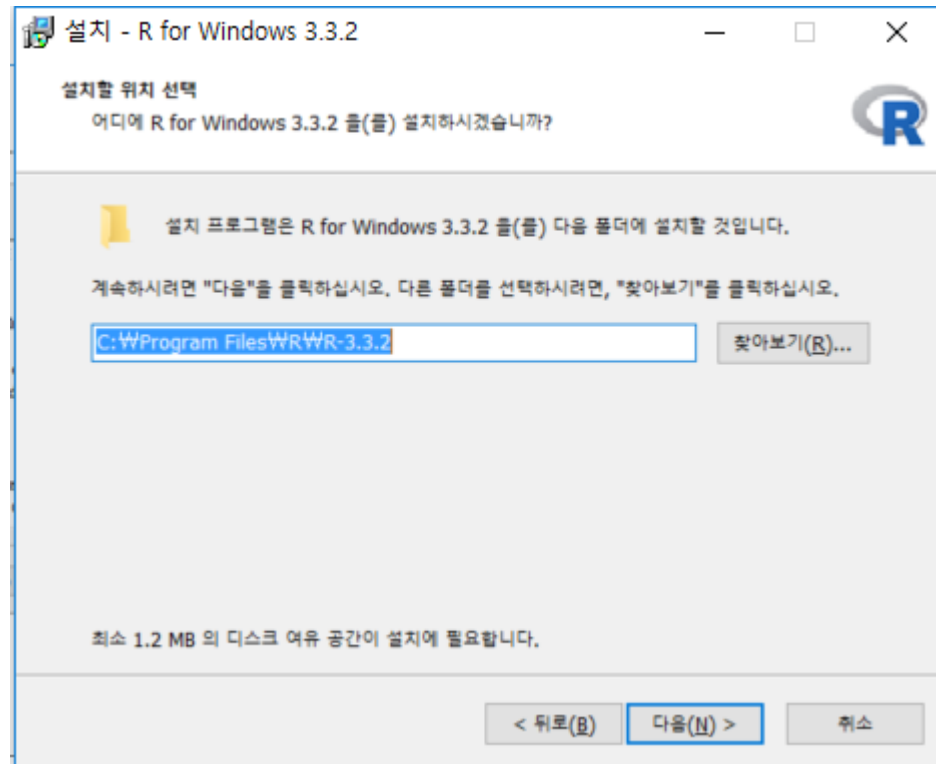 설치 - R for Windows 3.3.2
설치할 위치 선택
어디에 R for Windows 3.3.2 을(를) 설치하시겠습니까?
R
설치 프로그램은 R for Windows 3.3.2 을(를) 다음 폴더에 설치할 것입니다.
계속하시려면 "다음"을 클릭하십시오. 다른 폴더를 선택하시려면, "찾아보기"를 클릭하십시오.
C:₩Program Files₩R₩R-3.3.2
찾아보기(R)...
최소 1.2 MB 의 디스크 여유 공간이 설치에 필요합니다.
< 뒤로(B)
다음(N) >
취소